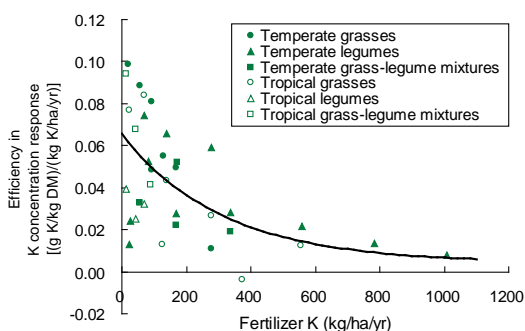 0.12
0.10
0.08
0.06
0.04
0.02
0.00
-0.02
Efficiency in
K concentration response
[(g K/kg DM)/(kg K/ha/yr)]
Temperate grasses
Temperate legumes
Temperate grass-legume mixtures
Tropical grasses
Tropical legumes
Tropical grass-legume mixtures
0 200 400 600 800 1000 1200
Fertilizer K (kg/ha/yr)